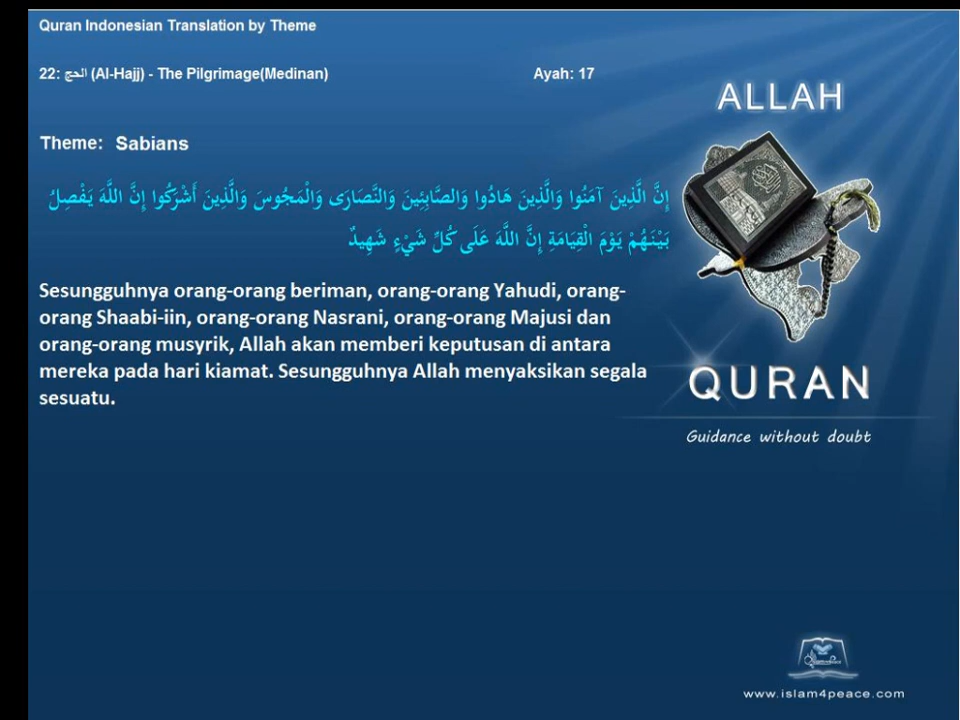 Quran Indonesian Translation by Theme
22: الحج (Al-Hajj) - The Pilgrimage(Medinan)
Ayah: 17
ALLAH
Theme: Sabians
إِنَّ الَّذِينَ آمَنُوا وَالَّذِينَ هَادُوا وَالصَّابِئِينَ وَالنَّصَارَى وَالْمَجُوسَ وَالَّذِينَ أَشْرَكُوا إِنَّ اللَّهَ يَفْصِلُ
بَيْنَهُمْ يَوْمَ الْقِيَامَةِ إِنَّ اللَّهَ عَلَى كُلِّ شَيْءٍ شَهِيدٌ
Sesungguhnya orang-orang beriman, orang-orang Yahudi, orang-
orang Shaabi-iin, orang-orang Nasrani, orang-orang Majusi dan
orang-orang musyrik, Allah akan memberi keputusan di antara
mereka pada hari kiamat. Sesungguhnya Allah menyaksikan segala
sesuatu.
QURAN
Guidance without doubt
www.islam4peace.com